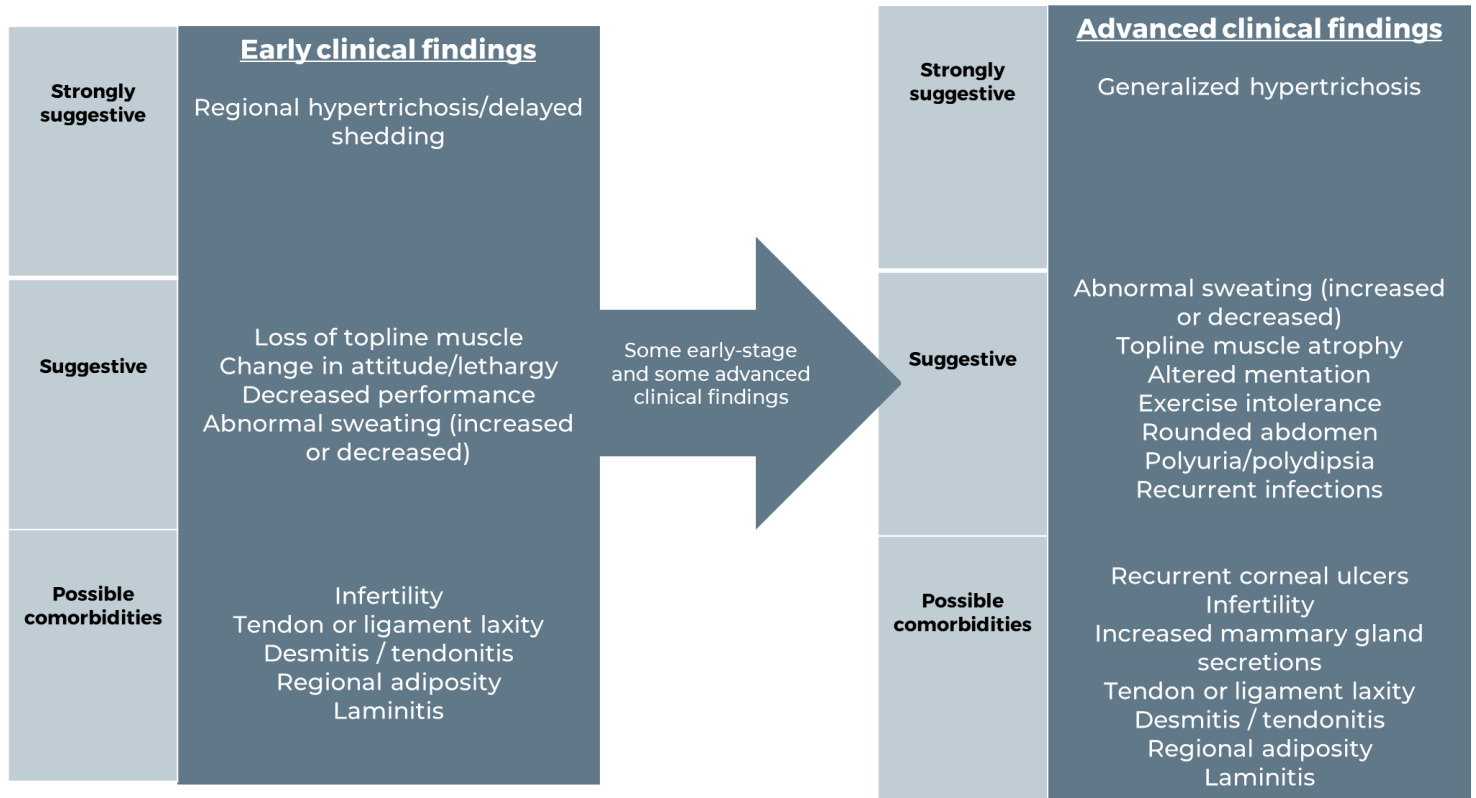 Early clinical findings
Strongly
suggestive
Regional hypertrichosis/delayed
shedding
Suggestive
Loss of topline muscle
Change in attitude/lethargy
Decreased performance
Abnormal sweating (increased
or decreased)
Possible
comorbidities
Infertility
Tendon or ligament laxity
Desmitis / tendonitis
Regional adiposity
Laminitis
Some early-stage
and some advanced
clinical findings
Advanced clinical findings
Strongly
suggestive
Generalized hypertrichosis
Suggestive
Abnormal sweating (increased
or decreased)
Topline muscle atrophy
Altered mentation
Exercise intolerance
Rounded abdomen
Polyuria/polydipsia
Recurrent infections
Possible
comorbidities
Recurrent corneal ulcers
Infertility
Increased mammary gland
secretions
Tendon or ligament laxity
Desmitis / tendonitis
Regional adiposity
Laminitis